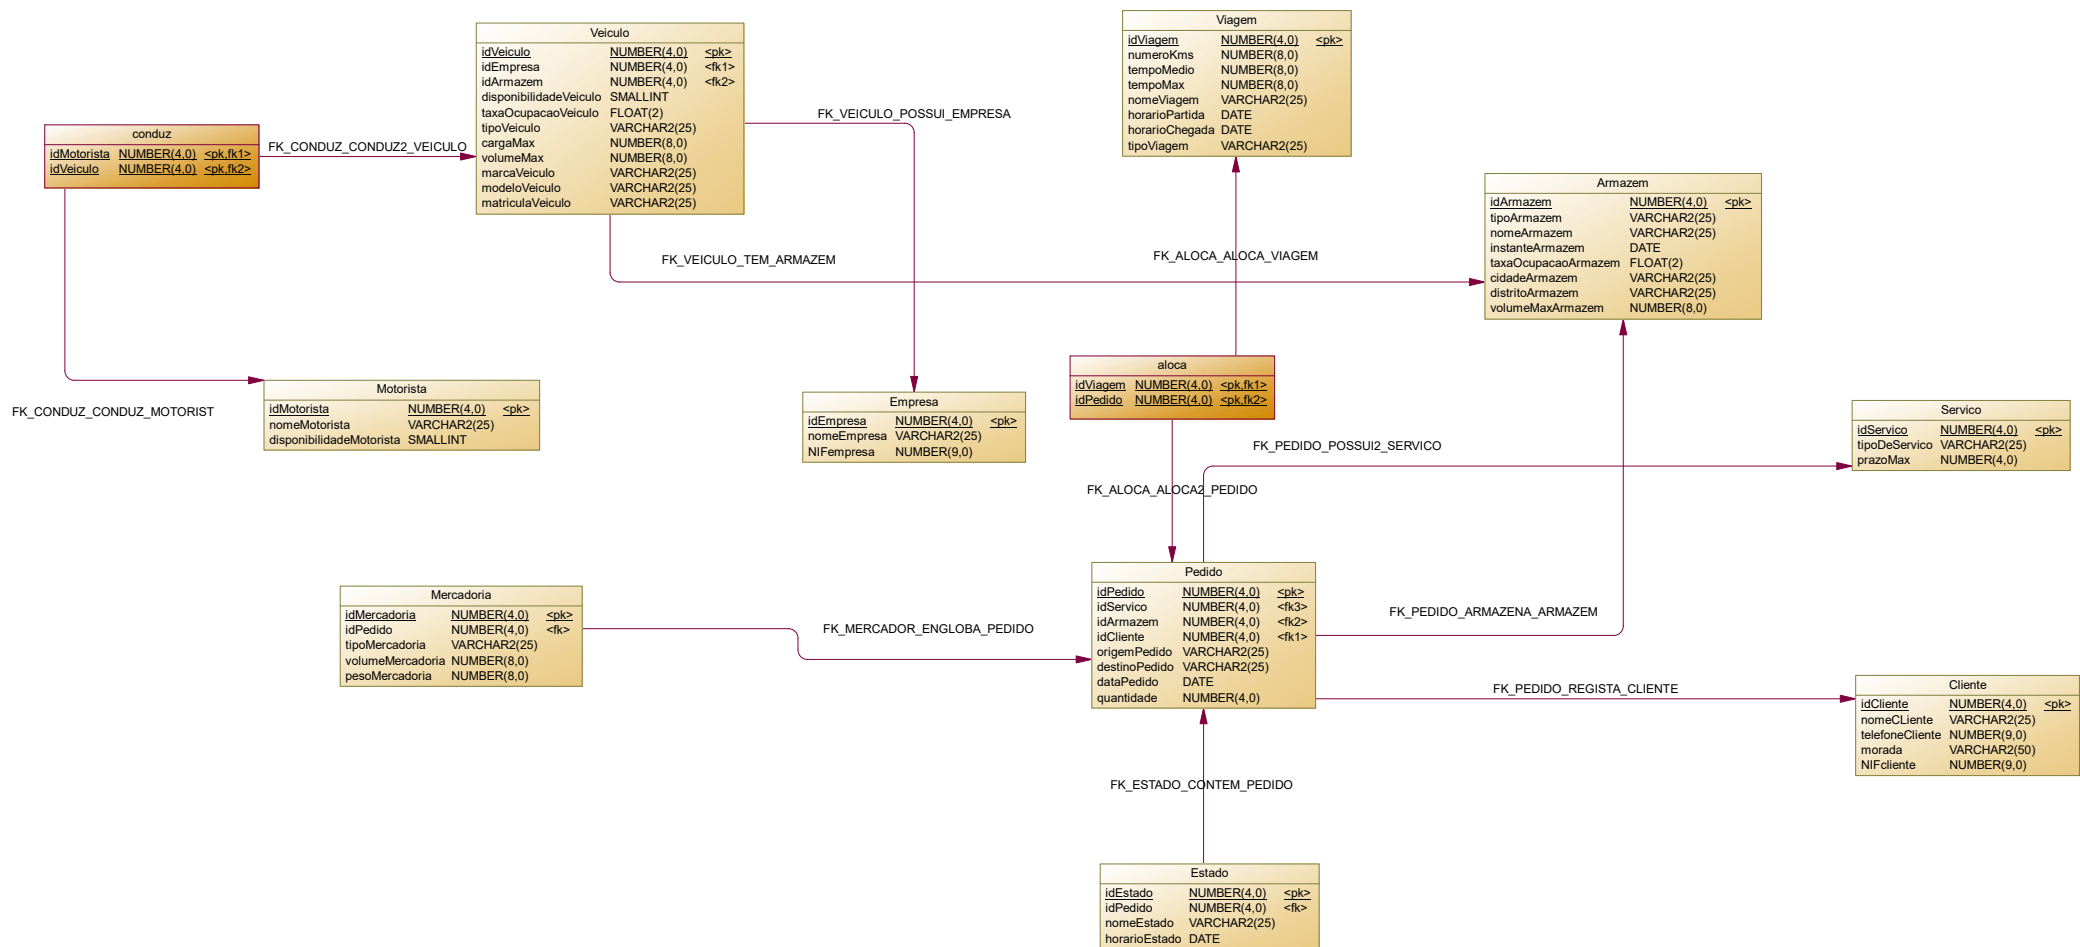 Viagem
idViagem NUMBER(4,0) <pk>
numeroKms NUMBER(8,0)
tempoMedio NUMBER(8,0)
tempoMax NUMBER(8,0)
nomeViagem VARCHAR2(25)
horarioPartida DATE
horarioChegada DATE
tipoViagem VARCHAR2(25)
Veiculo
idVeiculo NUMBER(4,0) <pk>
idEmpresa NUMBER(4,0) <fk1>
idArmazem NUMBER(4,0) <fk2>
disponibilidadeVeiculo SMALLINT
taxaOcupacaoVeiculo FLOAT(2)
tipoVeiculo VARCHAR2(25)
cargaMax NUMBER(8,0)
volumeMax NUMBER(8,0)
marcaVeiculo VARCHAR2(25)
modeloVeiculo VARCHAR2(25)
matriculaVeiculo VARCHAR2(25)
FK_VEICULO_POSSUI_EMPRESA
conduz
idMotorista NUMBER(4,0) <pk,fk1>
idVeiculo NUMBER(4,0) <pk,fk2>
FK_CONDUZ_CONDUZ2_VEICULO
Armazem
idArmazem NUMBER(4,0) <pk>
tipoArmazem VARCHAR2(25)
nomeArmazem VARCHAR2(25)
instanteArmazem DATE
taxaOcupacaoArmazem FLOAT(2)
cidadeArmazem VARCHAR2(25)
distritoArmazem VARCHAR2(25)
volumeMaxArmazem NUMBER(8,0)
FK_VEICULO_TEM_ARMAZEM
FK_ALOCA_ALOCA_VIAGEM
aloca
idViagem NUMBER(4,0) <pk,fk1>
idPedido NUMBER(4,0) <pk,fk2>
Motorista
idMotorista NUMBER(4,0) <pk>
nomeMotorista VARCHAR2(25)
disponibilidadeMotorista SMALLINT
FK_CONDUZ_CONDUZ_MOTORIST
Empresa
idEmpresa NUMBER(4,0) <pk>
nomeEmpresa VARCHAR2(25)
NIFempresa NUMBER(9,0)
Servico
idServico NUMBER(4,0) <pk>
tipoDeServico VARCHAR2(25)
prazoMax NUMBER(4,0)
FK_PEDIDO_POSSUI2_SERVICO
FK_ALOCA_ALOCA2_PEDIDO
Pedido
idPedido NUMBER(4,0) <pk>
idServico NUMBER(4,0) <fk3>
idArmazem NUMBER(4,0) <fk2>
idCliente NUMBER(4,0) <fk1>
origemPedido VARCHAR2(25)
destinoPedido VARCHAR2(25)
dataPedido DATE
quantidade NUMBER(4,0)
Mercadoria
idMercadoria NUMBER(4,0) <pk>
idPedido NUMBER(4,0) <fk>
tipoMercadoria VARCHAR2(25)
volumeMercadoria NUMBER(8,0)
pesoMercadoria NUMBER(8,0)
FK_MERCADOR_ENGLOBA_PEDIDO
FK_PEDIDO_ARMAZENA_ARMAZEM
FK_PEDIDO_REGISTA_CLIENTE
Cliente
idCliente NUMBER(4,0) <pk>
nomeCLiente VARCHAR2(25)
telefoneCliente NUMBER(9,0)
morada VARCHAR2(50)
NIFcliente NUMBER(9,0)
FK_ESTADO_CONTEM_PEDIDO
Estado
idEstado NUMBER(4,0) <pk>
idPedido NUMBER(4,0) <fk>
nomeEstado VARCHAR2(25)
horarioEstado DATE